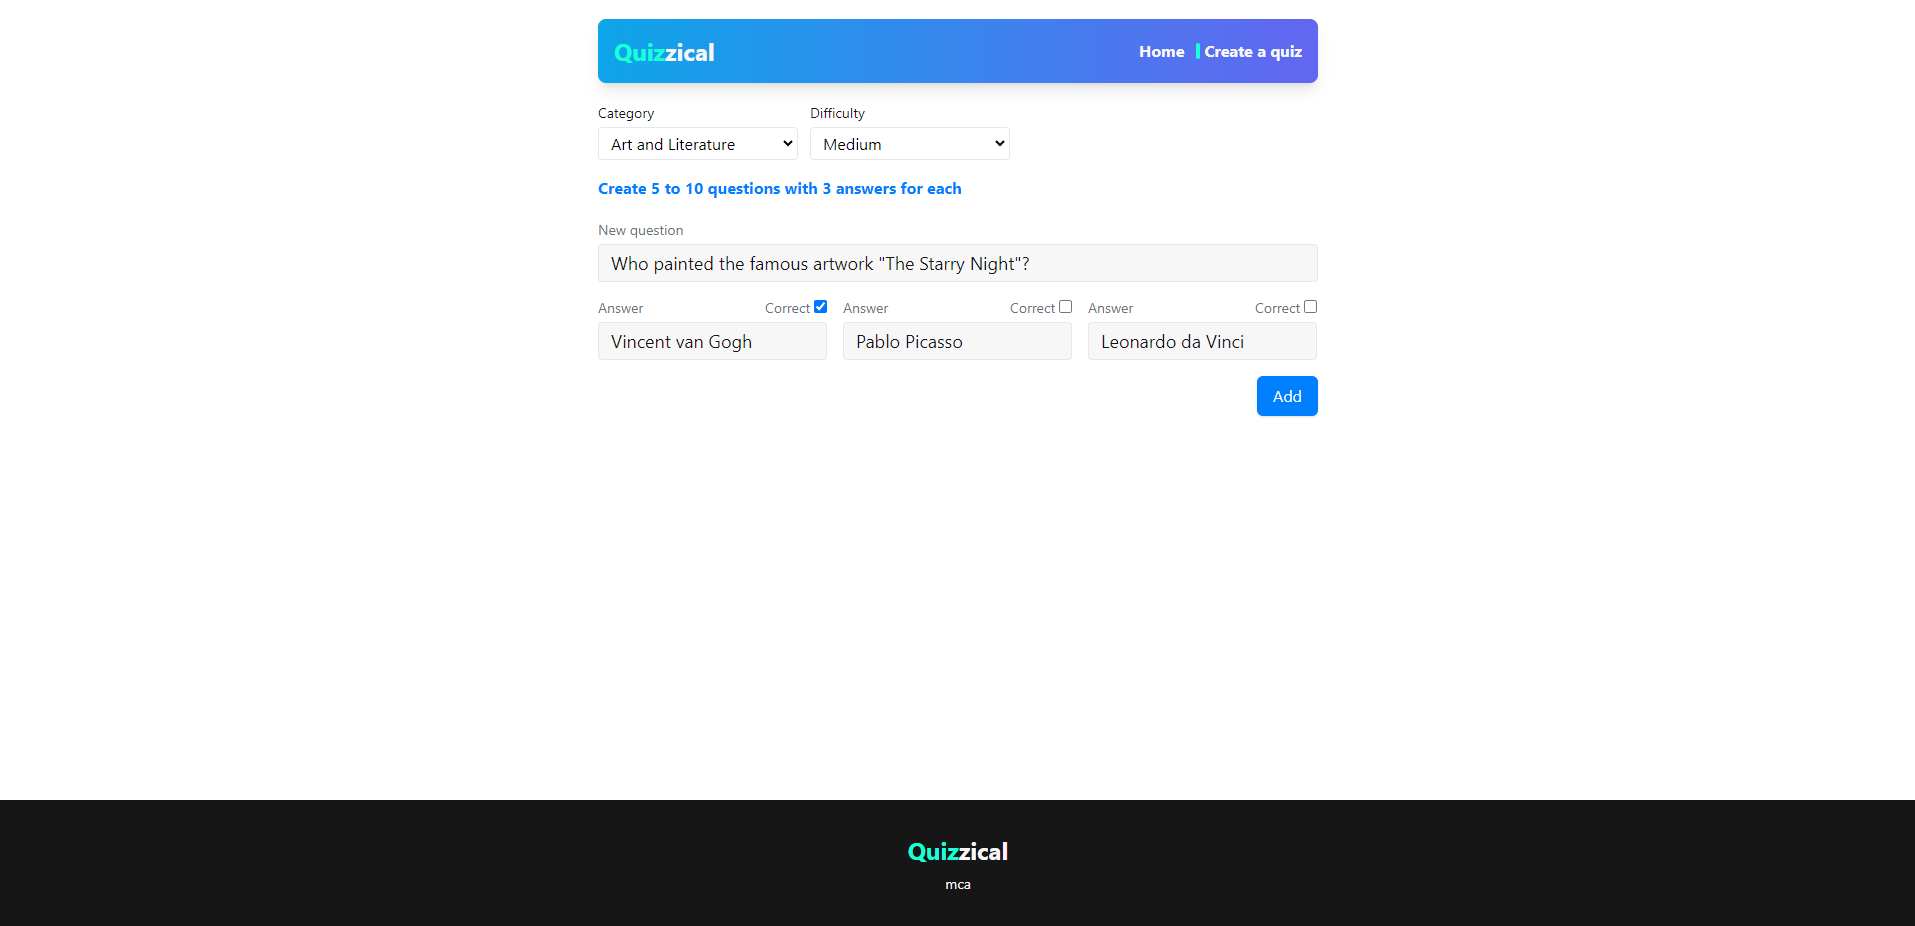 Quizzical
Home
Create a quiz
Category
Difficulty
Art and Literature
Medium
Create 5 to 10 questions with 3 answers for each
New question
Who painted the famous artwork "The Starry Night"?
Answer
Correct
Answer
Correct
Answer
Correct
Vincent van Gogh
Pablo Picasso
Leonardo da Vinci
Add
Quizzical
mca